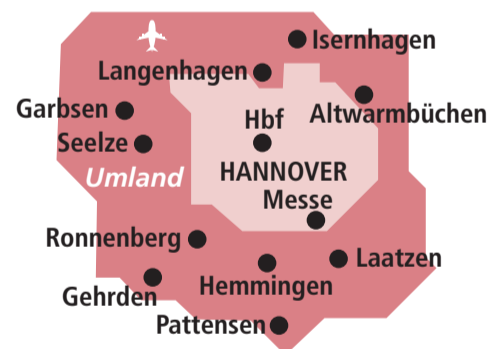 Isernhagen
Langenhagen
Garbsen
Altwarmbüchen
Hbf
Seelze
Umland
HANNOVER
Messe
Ronnenberg
Laatzen
Hemmingen
Gehrden
Pattensen